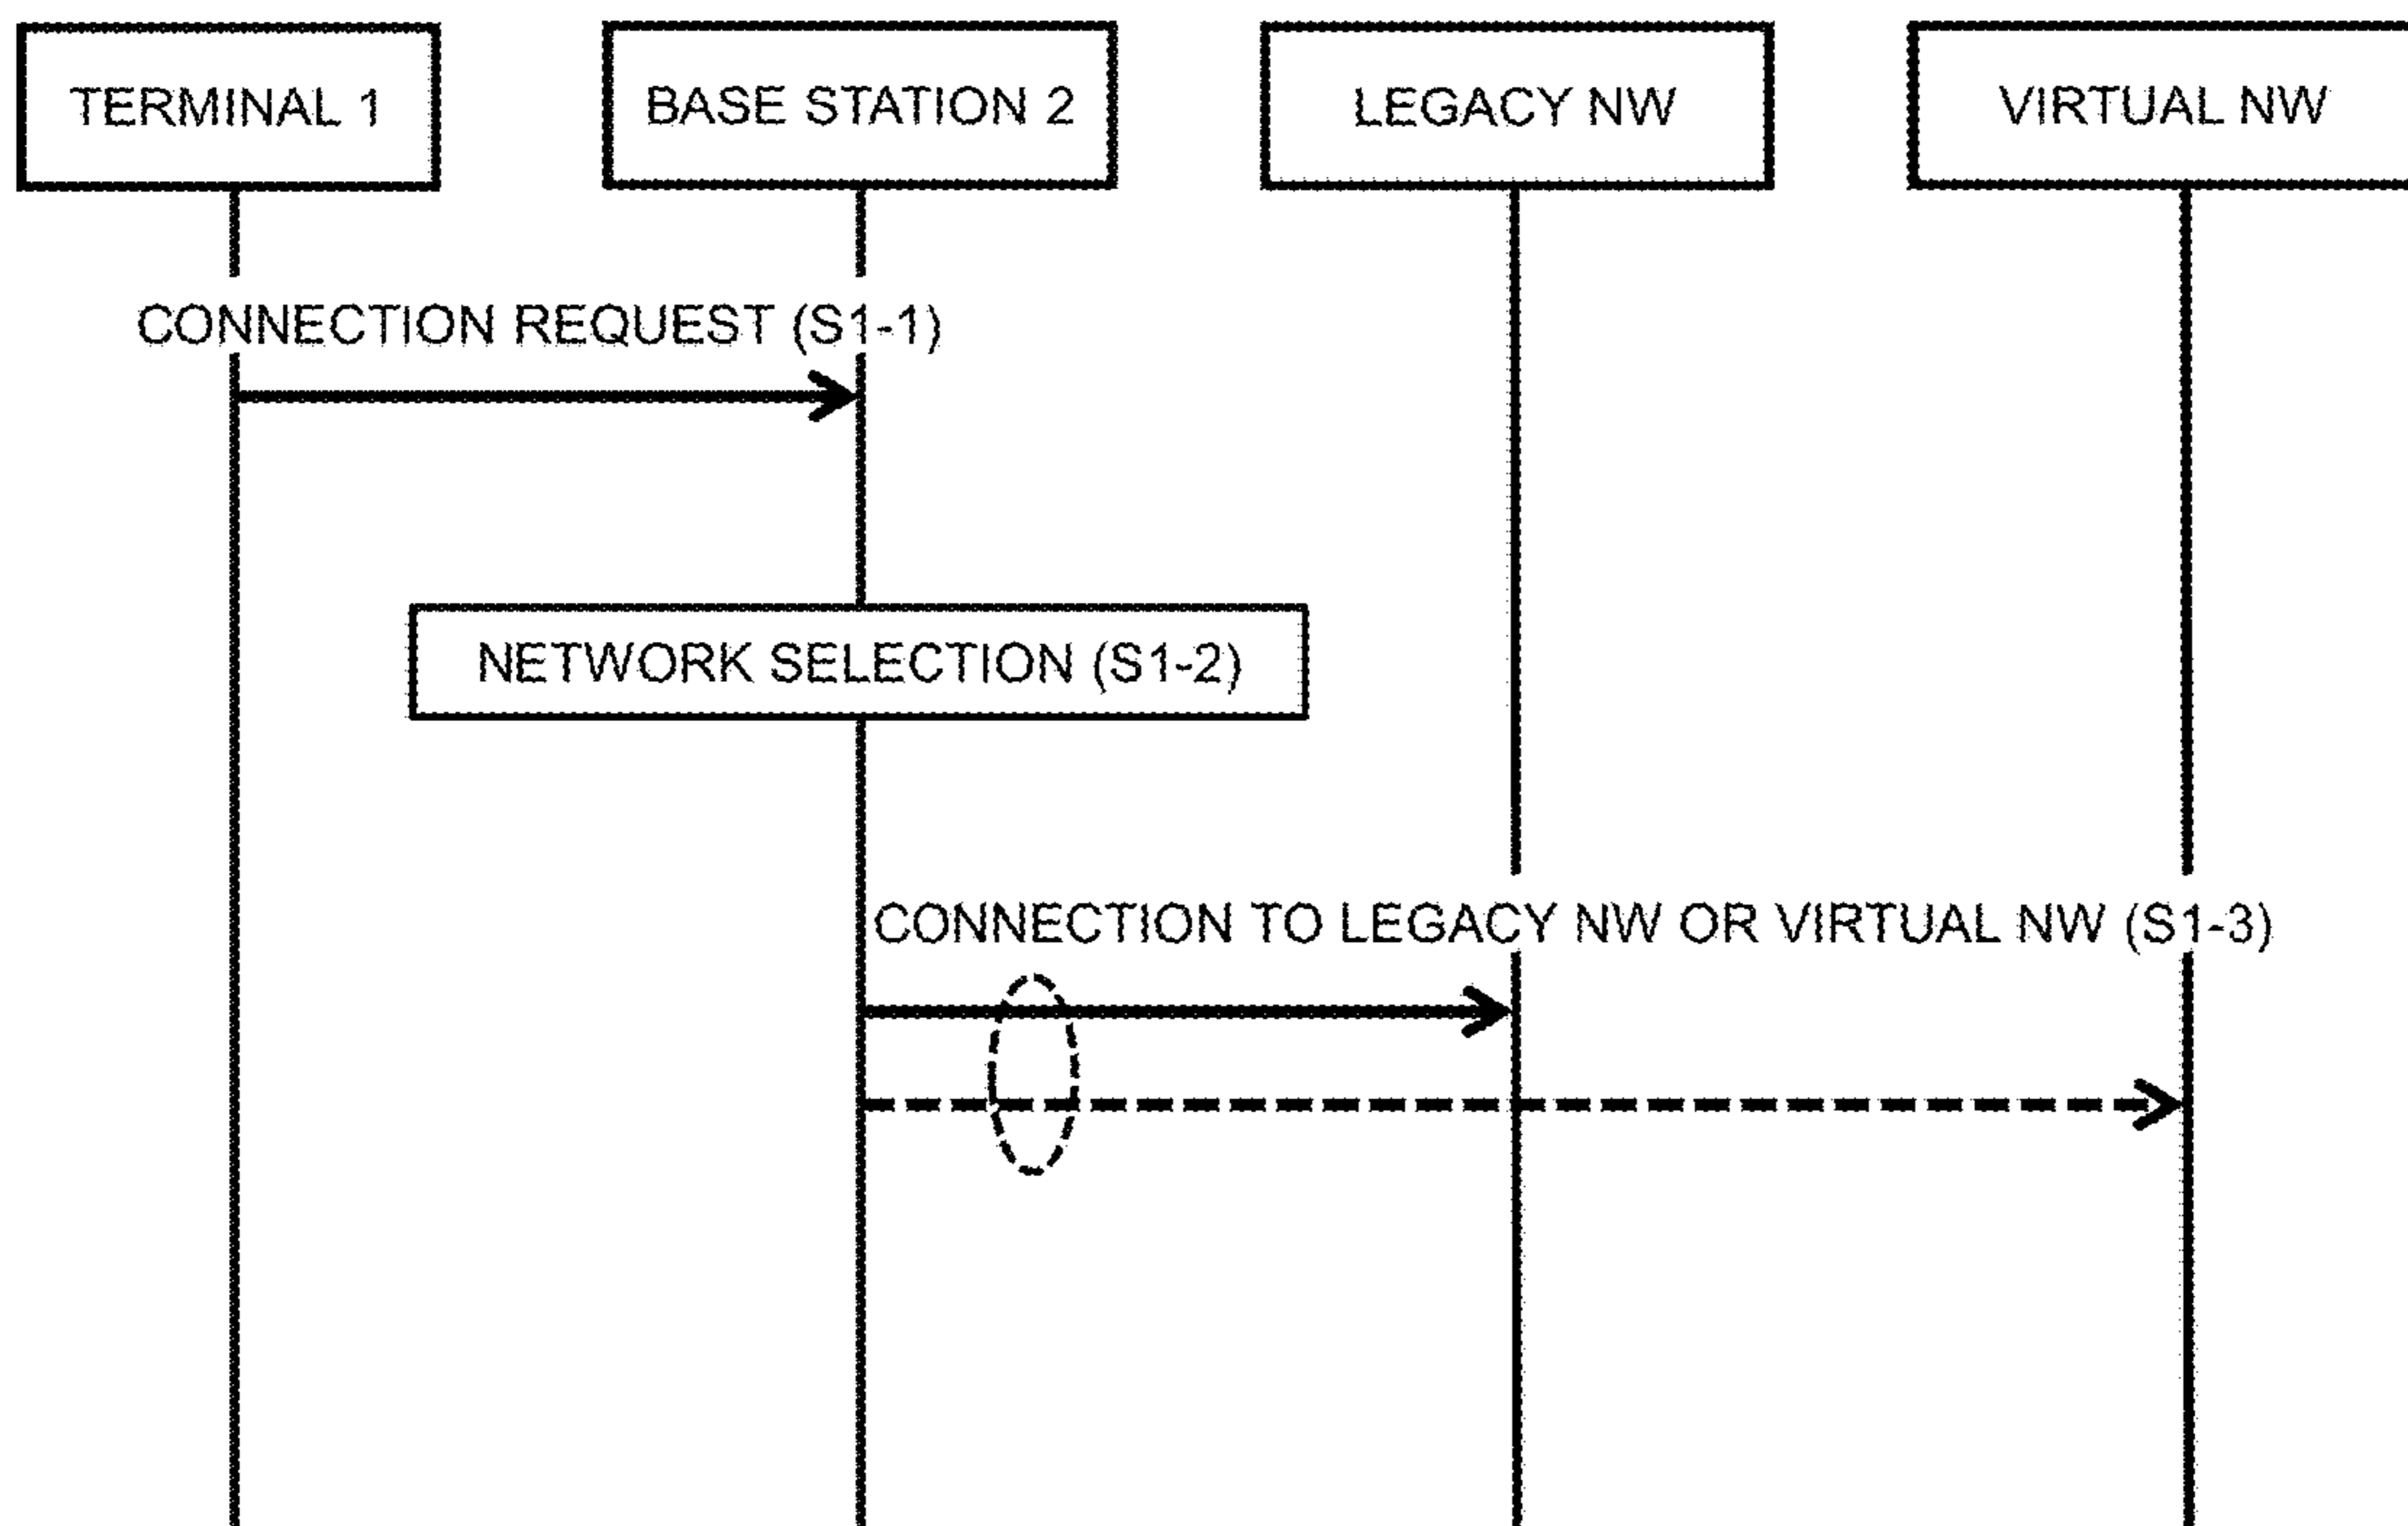 TERMINAL 1
BASE STATION 2
LEGACY NW
VIRTUAL NW
CONNECTION REQUEST (S1-1)
NETWORK SELECTION (S1-2)
CONNECTION TO LEGACY NW OR VIRTUAL NW (S1-3)